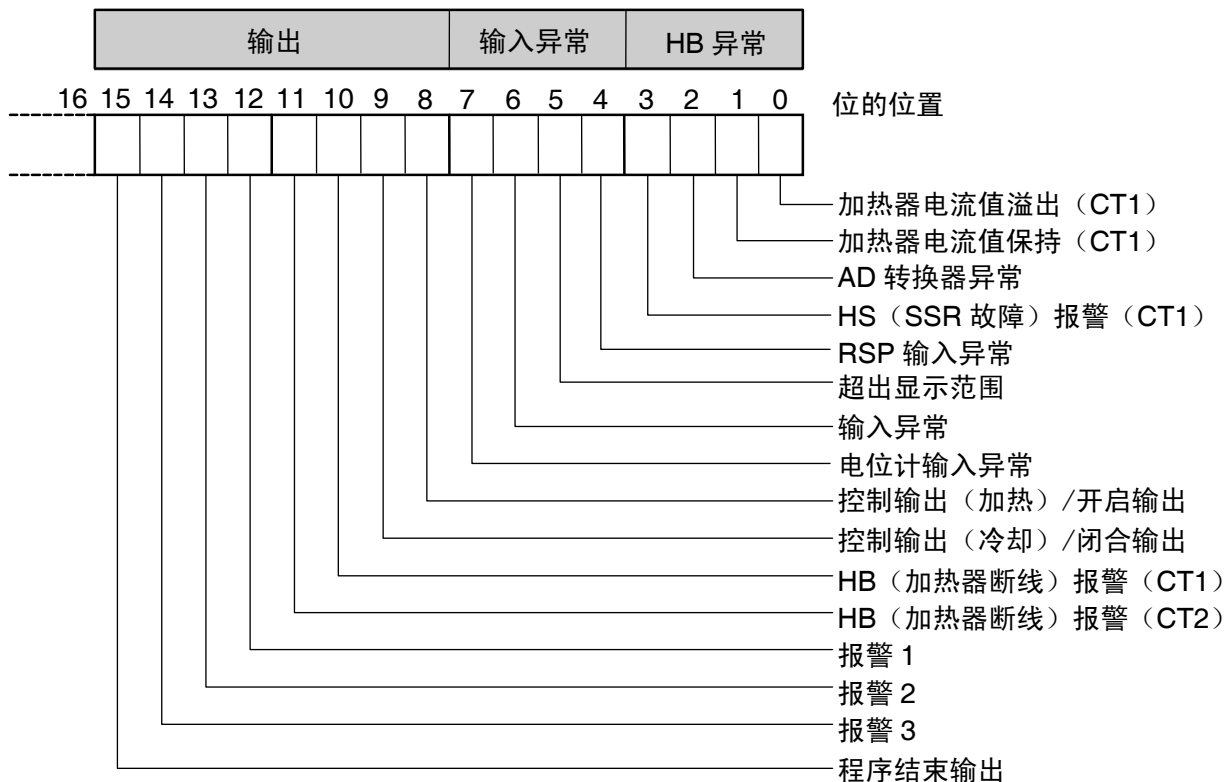 输出 输入异常 HB 异常
16 15 14 13 12 11 10 9 8 7 6 5 4 3 2 1 0 位的位置
加热器电流值溢出（CT1）
加热器电流值保持（CT1）
AD 转换器异常
HS（SSR 故障）报警（CT1）
RSP 输入异常
超出显示范围
输入异常
电位计输入异常
控制输出（加热）/开启输出
控制输出（冷却）/闭合输出
HB（加热器断线）报警（CT1）
HB（加热器断线）报警（CT2）
报警 1
报警 2
报警 3
程序结束输出